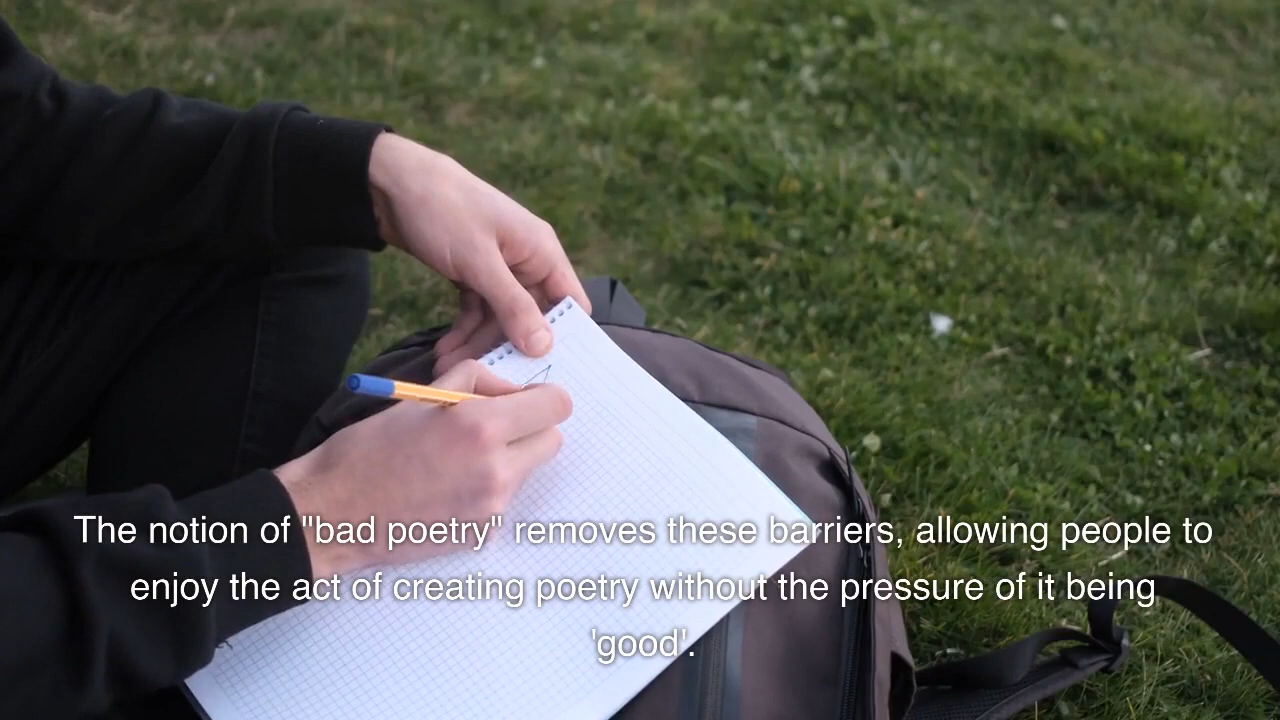 The notion of "bad poetry" removes these barriers, allowing people to
enjoy the act of creating poetry without the pressure of it being
'good'.